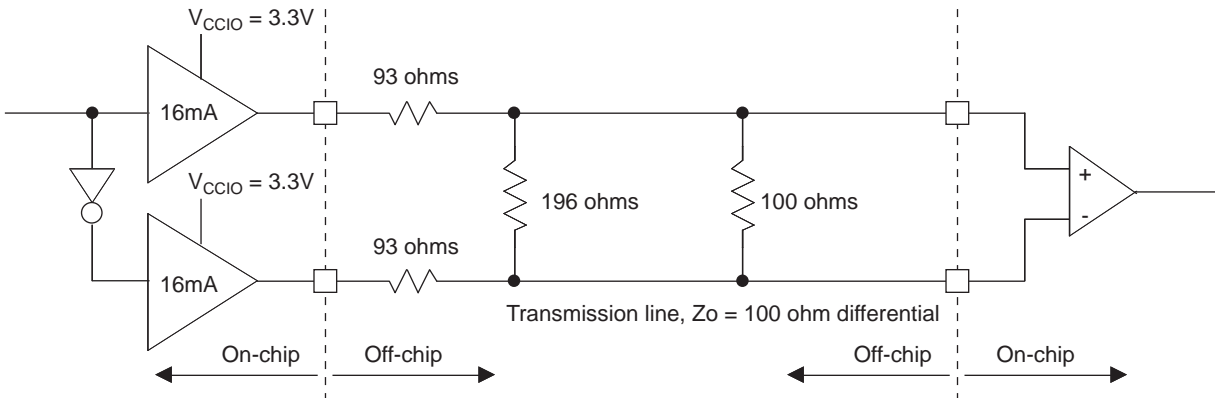 VCCIO = 3.3V
93 ohms
16mA
+
-
VCCIO = 3.3V
196 ohms
100 ohms
93 ohms
16mA
Transmission line, Zo = 100 ohm differential
On-chip
Off-chip
Off-chip
On-chip